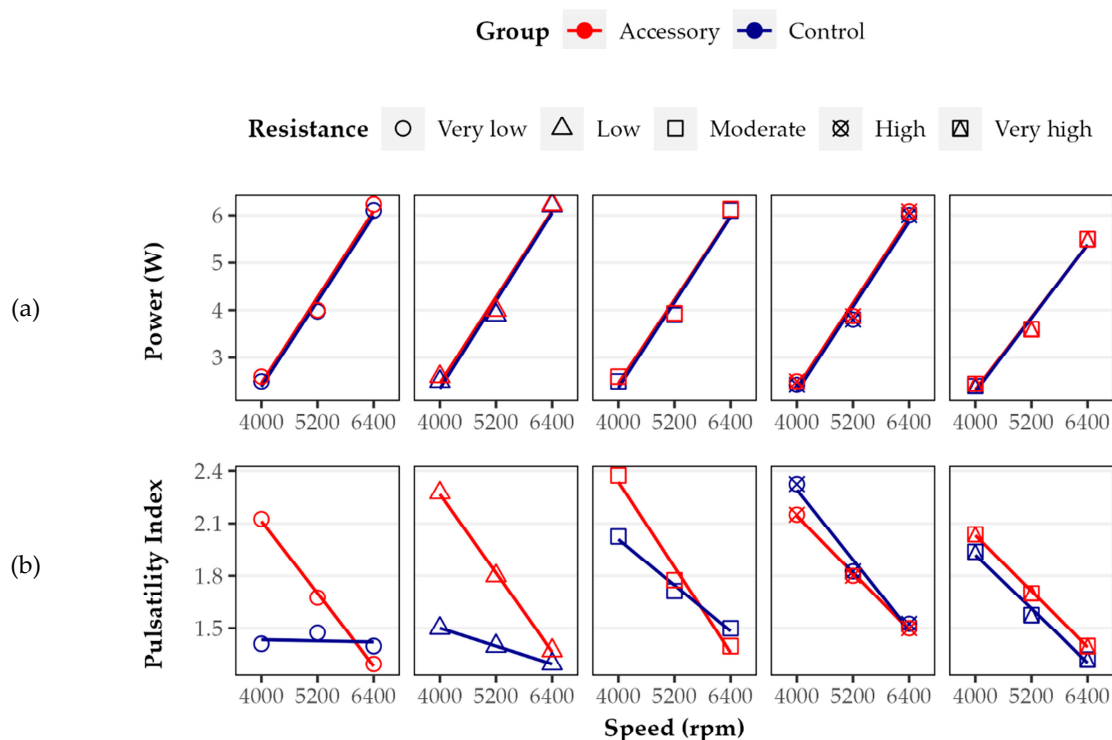 Group Accessory Control
Resistance Very low Low Moderate High Very high
(a)
Power (W)
6
5
4
3
4000 5200 6400 4000 5200 6400 4000 5200 6400 4000 5200 6400 4000 5200 6400
(b)
Pulsatility Index
2.4
2.1
1.8
1.5
4000 5200 6400 4000 5200 6400 4000 5200 6400 4000 5200 6400 4000 5200 6400
Speed (rpm)